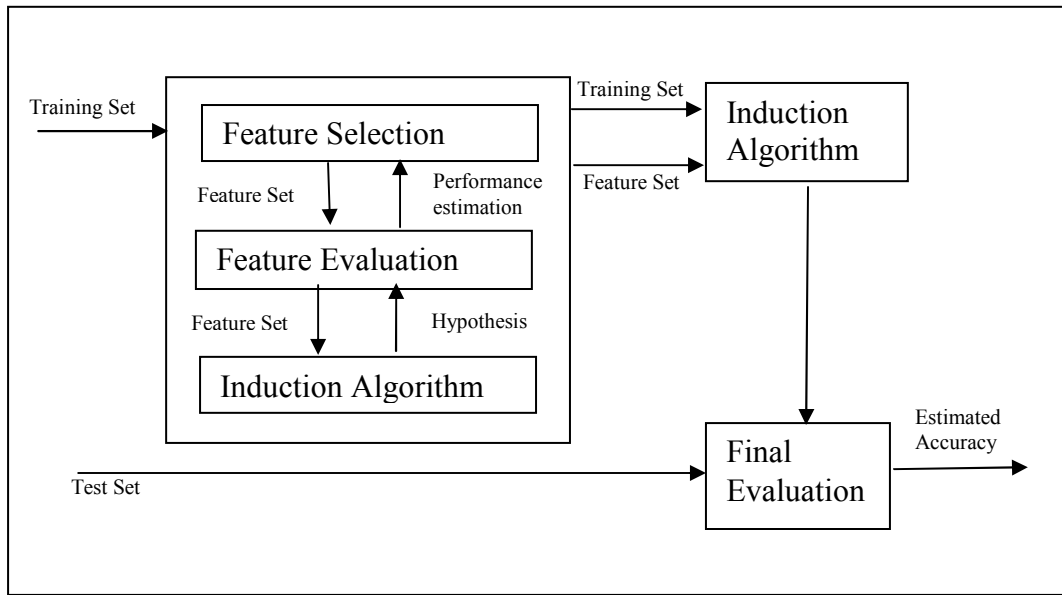 Training Set
Feature Selection
Feature Set
Performance
estimation
Feature Evaluation
Feature Set
Hypothesis
Induction Algorithm
Training Set
Feature Set
Induction
Algorithm
Test Set
Final
Evaluation
Estimated
Accuracy